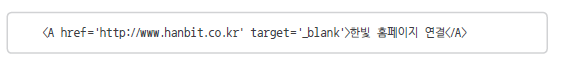 <A href='http://www.hanbit.co.kr' target='_blank'>한빛 홈페이지 연결</A>